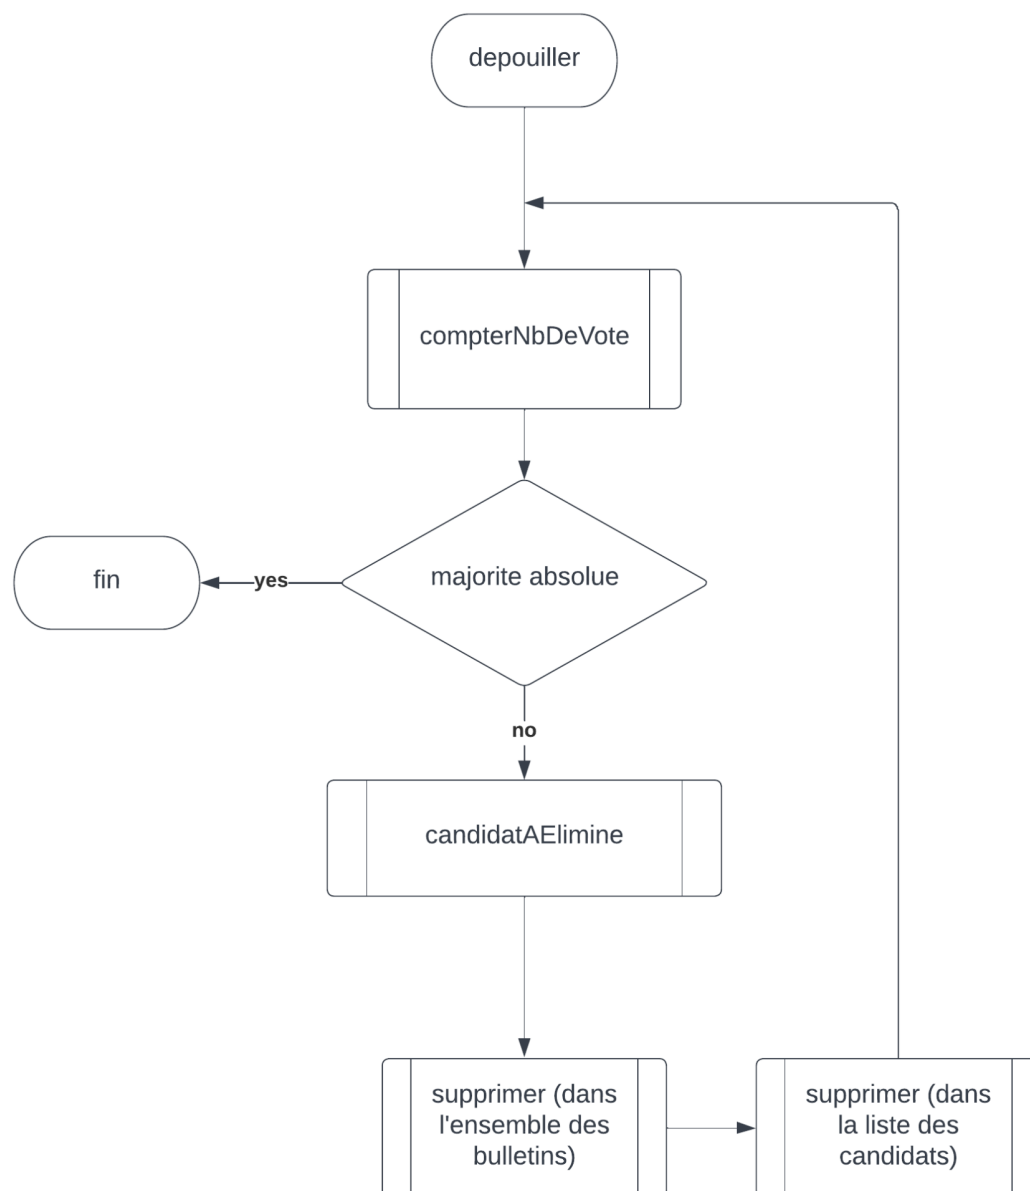 depouiller
compterNbDeVote
majorite absolue
fin
yes
no
candidatAElimine
supprimer (dans
l'ensemble des
bulletins)
supprimer (dans
la liste des
candidats)